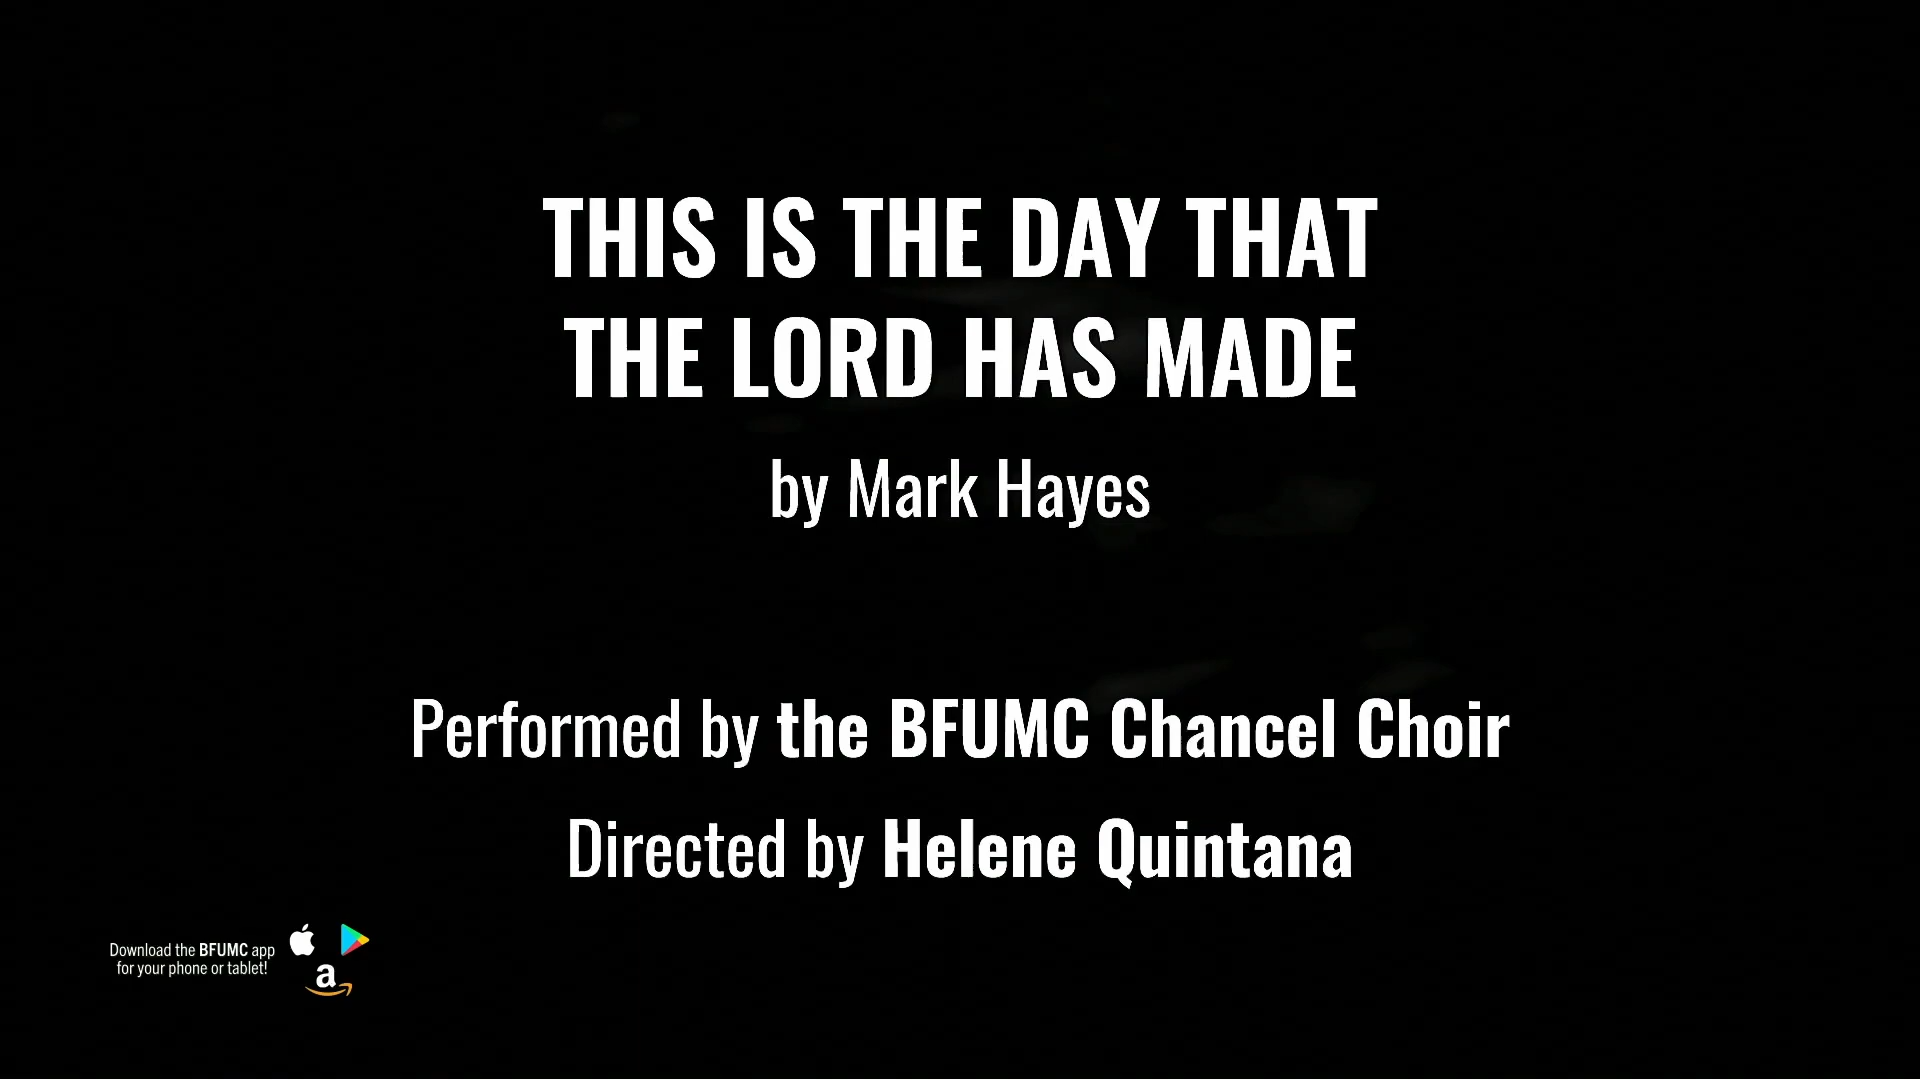 THIS IS THE DAY THAT
THE LORD HAS MADE
by Mark Hayes
Performed by the BFUMC Chancel Choir
Directed by Helene Quintana
Download the BFUMC app
for your phone or tablet!
a